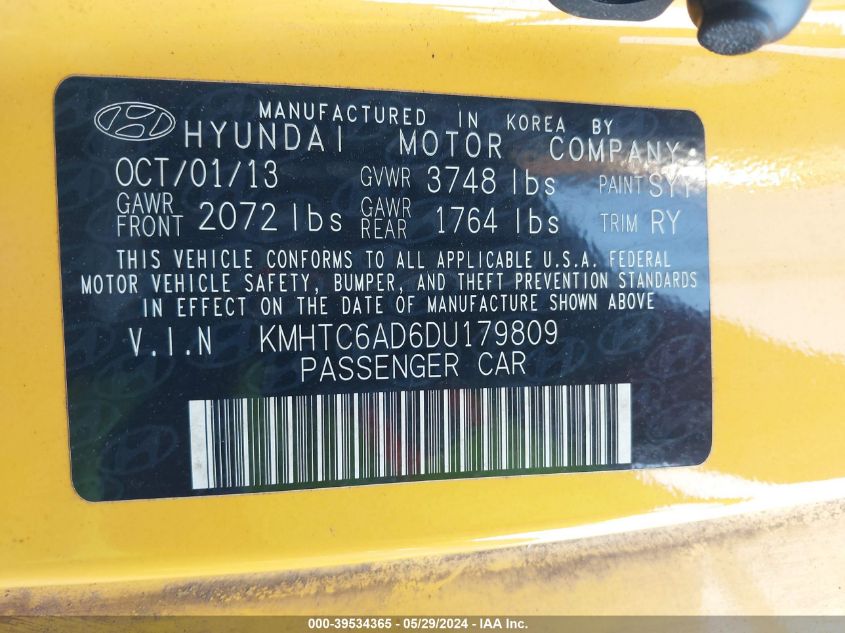 MANUFACTURED IN KOREA BY
HYUNDAI MOTOR COMPANY
OCT/01/13 GVWR 3748 lbs PAINT SYY
GAWR FRONT 2072 lbs GAWR REAR 1764 lbs TRIM RY
THIS VEHICLE CONFORMS TO ALL APPLICABLE U.S.A. FEDERAL
MOTOR VEHICLE SAFETY, BUMPER, AND THEFT PREVENTION STANDARDS
IN EFFECT ON THE DATE OF MANUFACTURE SHOWN ABOVE
V.I.N KMHTC6AD6DU179809
PASSENGER CAR
000-39534365 - 05/29/2024 - IAA Inc.